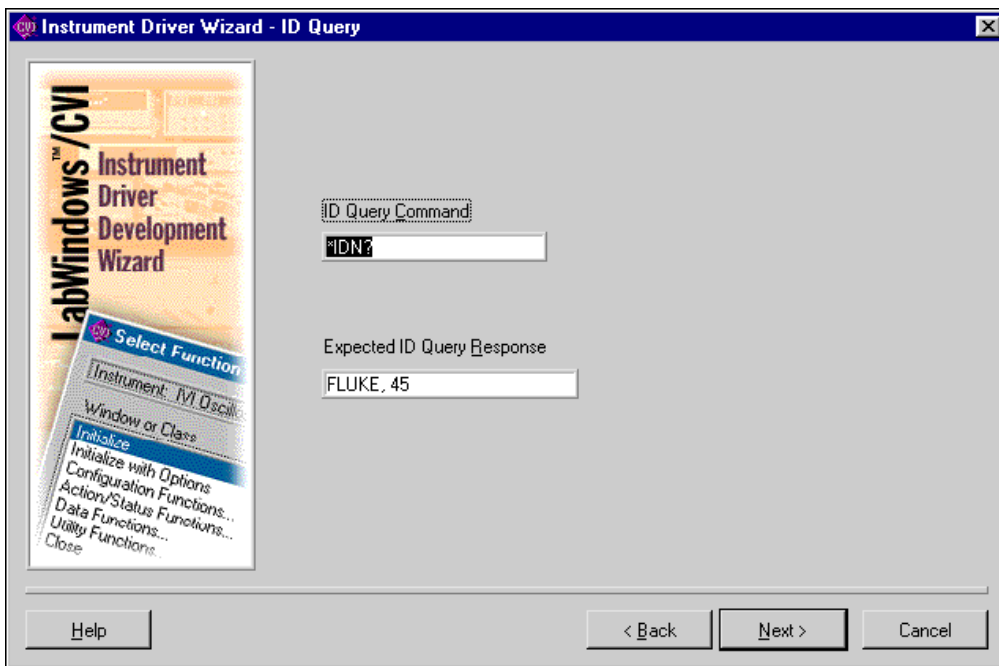 CVI Instrument Driver Wizard - ID Query
LabWindows™/CVI
Instrument
Driver
Development
Wizard
CVI Select Function
Instrument: IVI Oscill
Window or Class
Initialize
Initialize with Options
Configuration Functions...
Action/Status Functions...
Data Functions...
Utility Functions...
Close
ID Query Command
*IDN?
Expected ID Query Response
FLUKE, 45
Help
< Back
Next >
Cancel